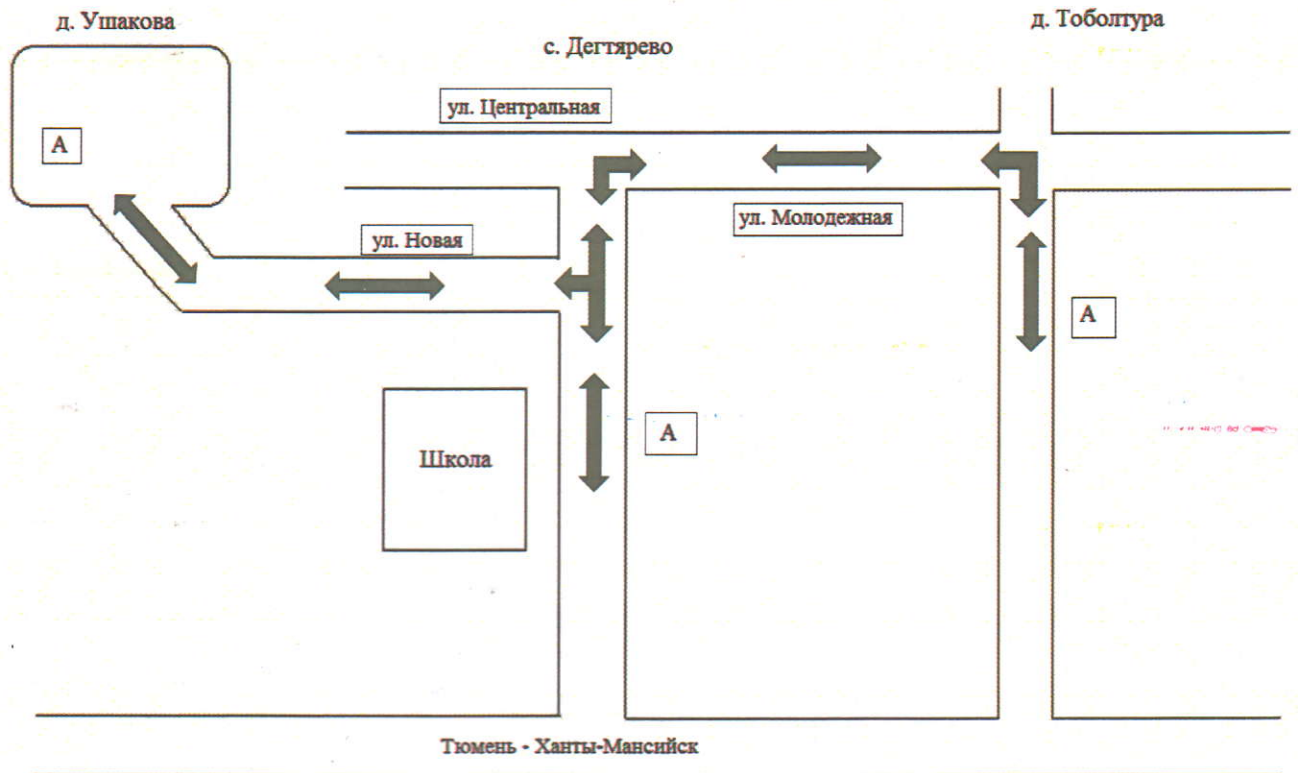 д. Ушакова
с. Дегтярево
д. Тоболтура
ул. Центральная
А
ул. Молодежная
ул. Новая
А
А
Школа
Тюмень - Ханты-Мансийск